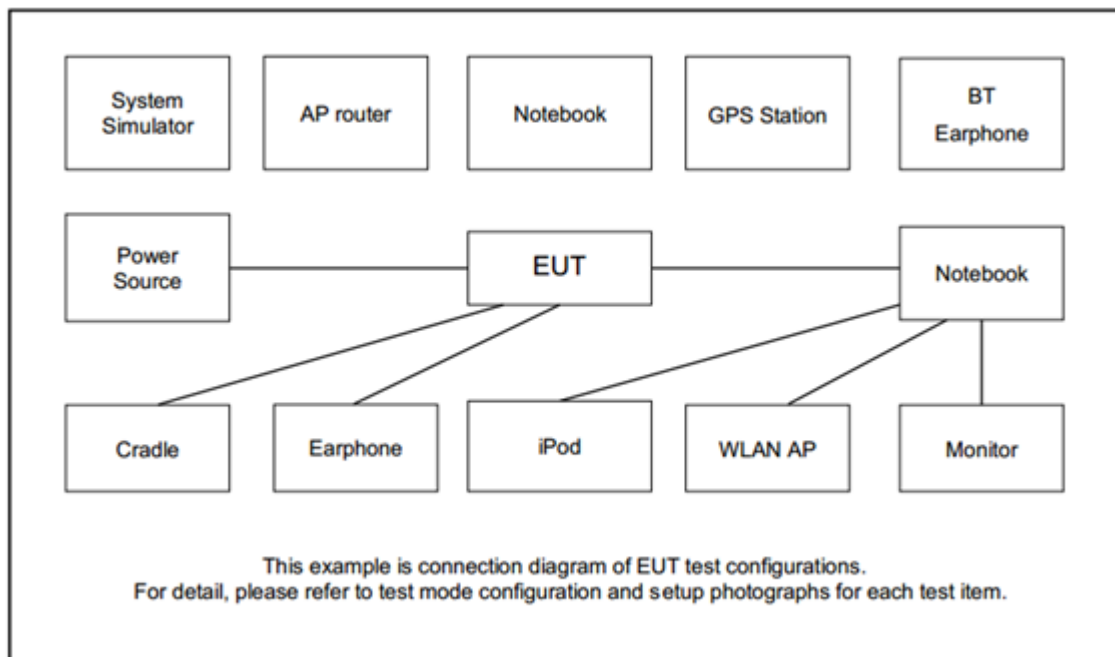 System
Simulator
AP router
Notebook
GPS Station
BT
Earphone
Power
Source
EUT
Notebook
Cradle
Earphone
iPod
WLAN AP
Monitor
This example is connection diagram of EUT test configurations.
For detail, please refer to test mode configuration and setup photographs for each test item.